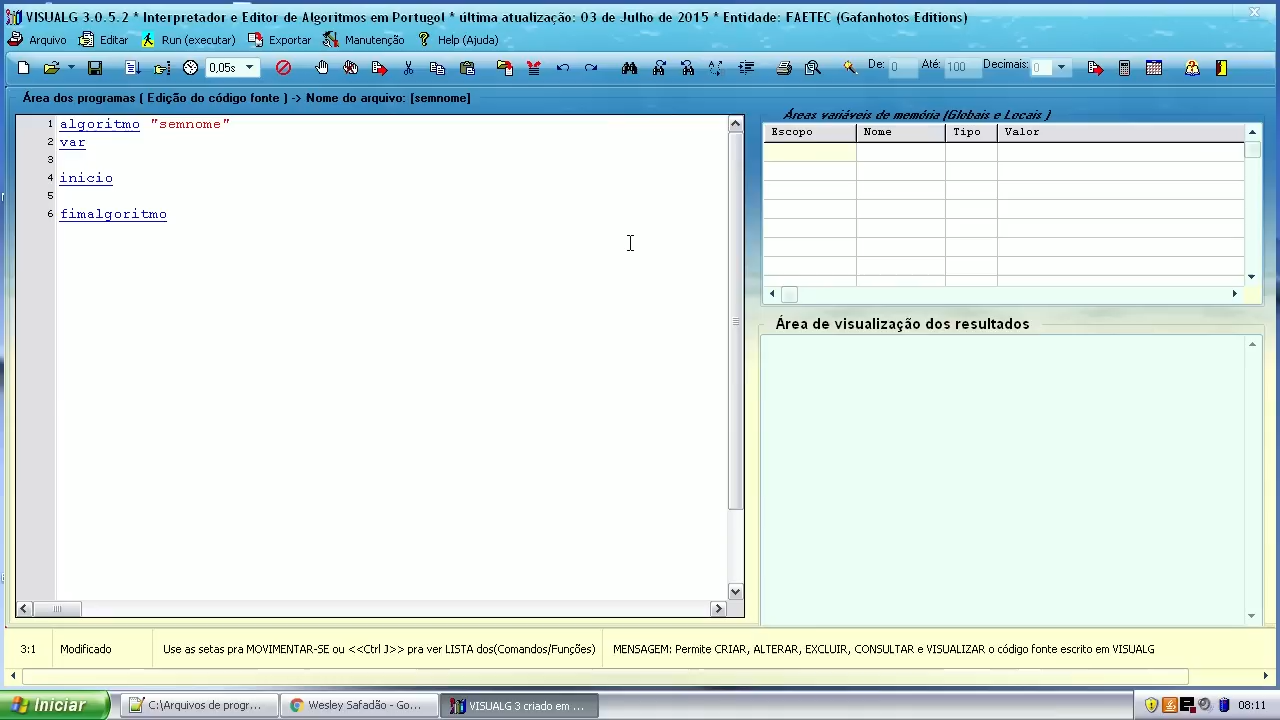 VISUALG 3.0.5.2 * Interpretador e Editor de Algoritmos em Portugol * última atualização: 03 de Julho de 2015 * Entidade: FAETEC (Gafanhotos Editions)
Arquivo Editar Run (executar) Exportar Manutenção Help (Ajuda)
0,05s De: 0 Até: 100 Decimais: 0
Área dos programas ( Edição do código fonte ) -> Nome do arquivo: [semnome]
Áreas variáveis de memória (Globais e Locais )
Escopo Nome Tipo Valor
1 algoritmo "semnome"
2 var
3
4 inicio
5
6 fimalgoritmo
Área de visualização dos resultados
3:1 Modificado Use as setas pra MOVIMENTAR-SE ou <<Ctrl J>> pra ver LISTA dos(Comandos/Funções) MENSAGEM: Permite CRIAR, ALTERAR, EXCLUIR, CONSULTAR e VISUALIZAR o código fonte escrito em VISUALG
Iniciar C:\Arquivos de progr... Wesley Safadão - Go... VISUALG 3 criado em ... 08:11